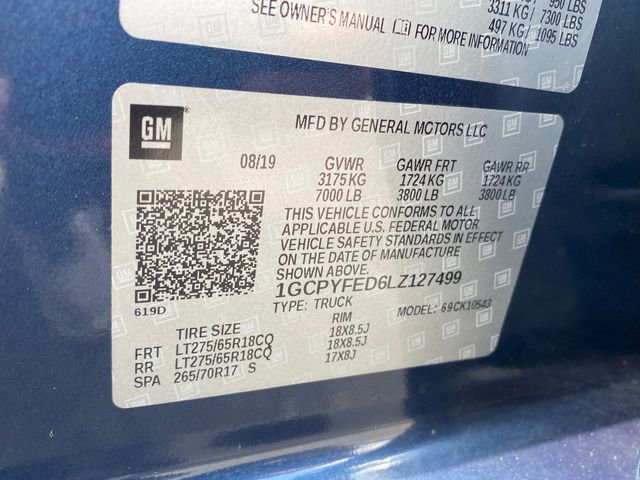 950 LBS
3311 KG / 7300 LBS
497 KG / 1095 LBS
SEE OWNER'S MANUAL FOR MORE INFORMATION
GM
MFD BY GENERAL MOTORS LLC
08/19 GVWR GAWR FRT GAWR RR
3175 KG 1724 KG 1724 KG
7000 LB 3800 LB 3800 LB
THIS VEHICLE CONFORMS TO ALL
APPLICABLE U.S. FEDERAL MOTOR
VEHICLE SAFETY STANDARDS IN EFFECT
ON THE DATE OF MANUFACTURE
SHOWN ABOVE.
1GCPYFED6LZ127499
619D
TYPE: TRUCK MODEL: 69CK10543
TIRE SIZE RIM
FRT LT275/65R18CQ 18X8.5J
RR LT275/65R18CQ 18X8.5J
SPA 265/70R17 S 17X8J